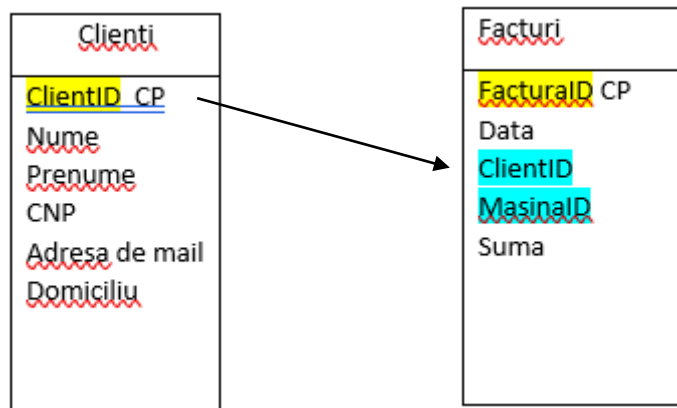 Clienti
ClientID CP
Nume
Prenume
CNP
Adresa de mail
Domiciliu
Facturi
FacturaID CP
Data
ClientID
MasinaID
Suma